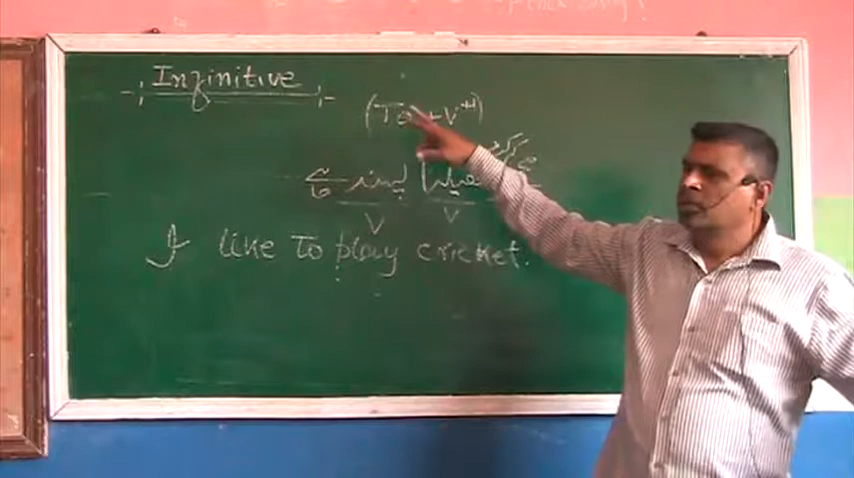 Infinitive
(To + V¹ˢᵗ)
کھیلنا پسند ہے
V V
I like To play cricket.